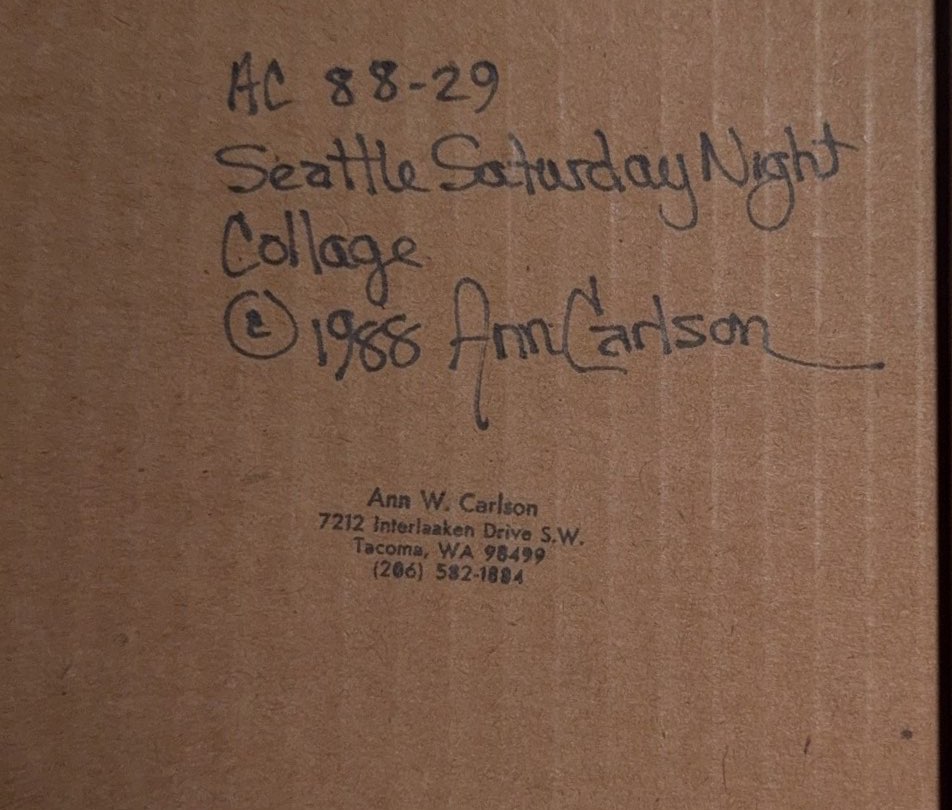 AC 88-29
Seattle Saturday Night
Collage
© 1988 Ann Carlson
Ann W. Carlson
7212 Interlaaken Drive S.W.
Tacoma, WA 98499
(206) 582-1884